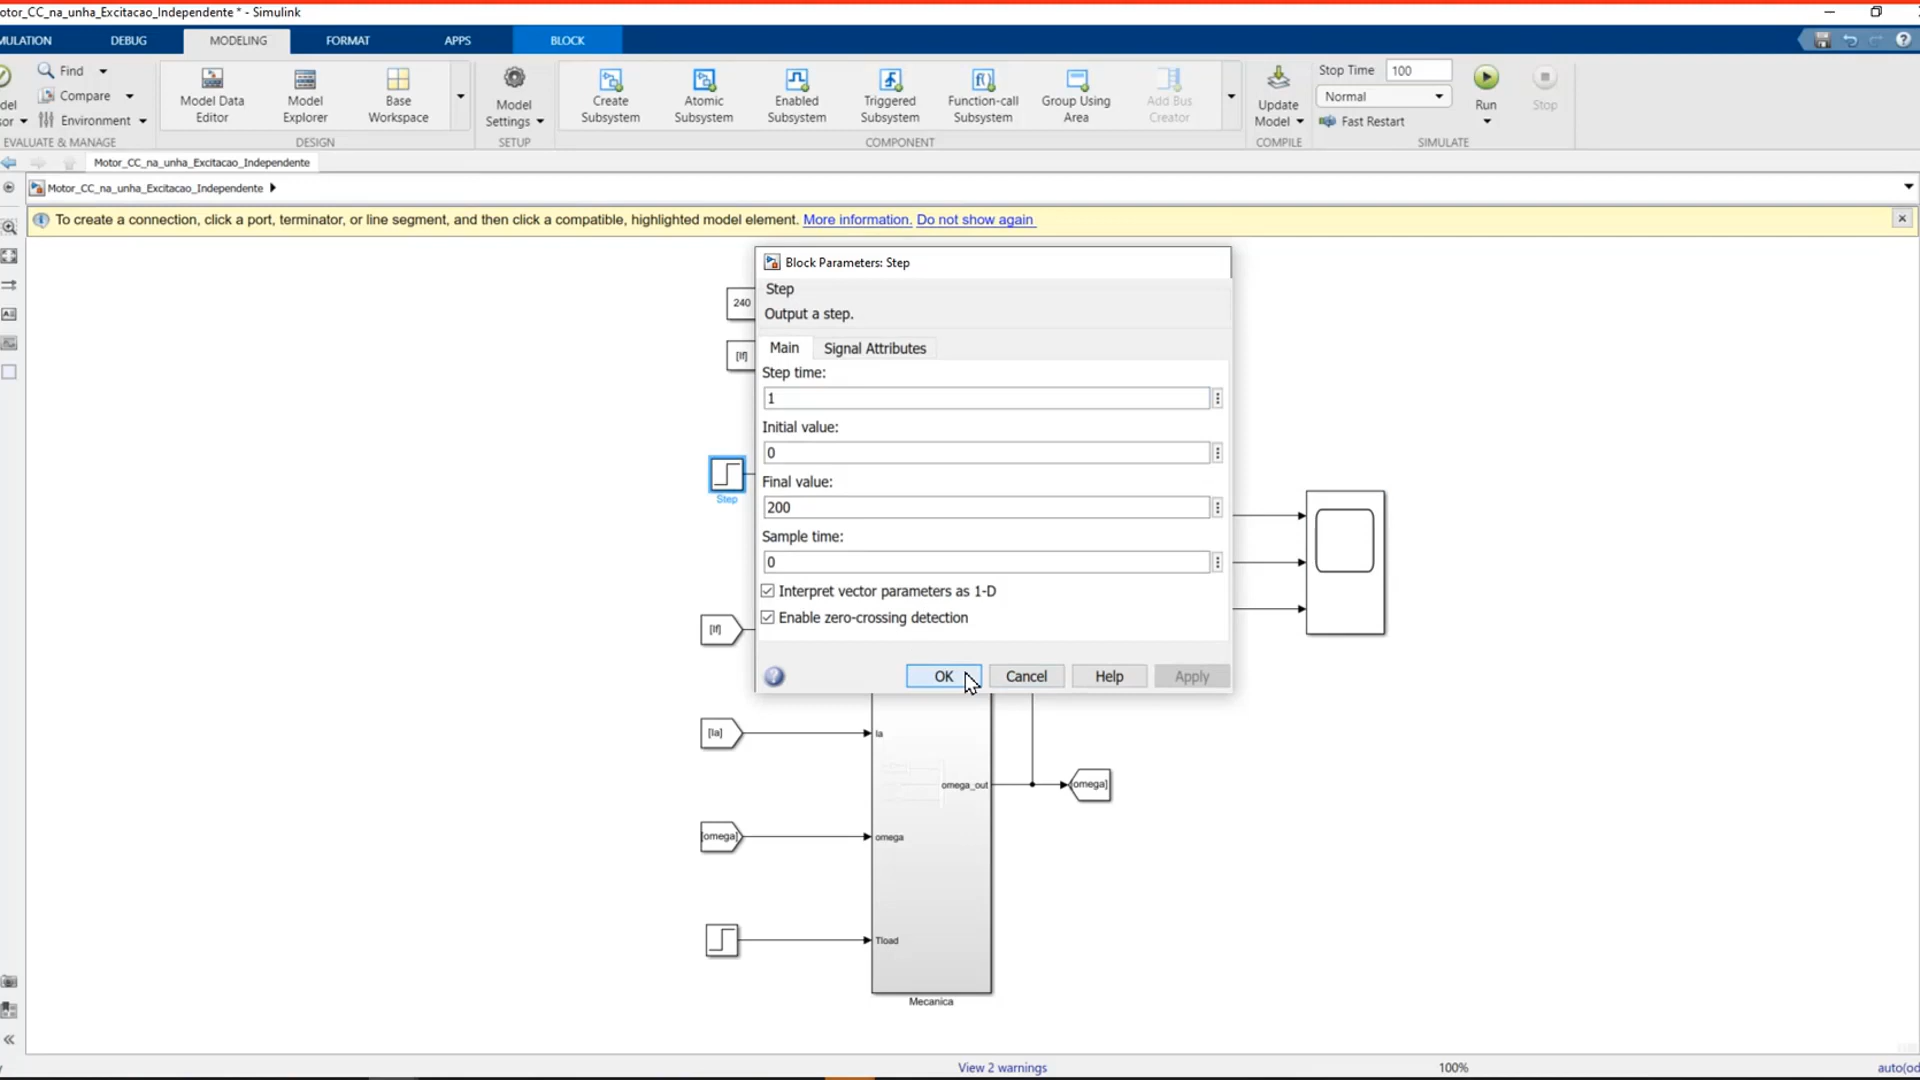 otor_CC_na_unha_Excitacao_Independente * - Simulink
MULATION DEBUG MODELING FORMAT APPS BLOCK
Find
Compare
Environment
del
sor
EVALUATE & MANAGE
Model Data Editor
Model Explorer
Base Workspace
DESIGN
Model Settings
SETUP
Create Subsystem
Atomic Subsystem
Enabled Subsystem
Triggered Subsystem
Function-call Subsystem
Group Using Area
Add Bus Creator
COMPONENT
Update Model
COMPILE
Stop Time 100
Normal
Fast Restart
Run
Stop
SIMULATE
Motor_CC_na_unha_Excitacao_Independente
Motor_CC_na_unha_Excitacao_Independente
To create a connection, click a port, terminator, or line segment, and then click a compatible, highlighted model element. More information. Do not show again
Block Parameters: Step
Step
Output a step.
Main Signal Attributes
Step time:
1
Initial value:
0
Final value:
200
Sample time:
0
Interpret vector parameters as 1-D
Enable zero-crossing detection
OK Cancel Help Apply
240
[If]
Step
[If]
[Ia]
Ia
omega_out
[omega]
[omega]
omega
Tload
Mecanica
View 2 warnings
100%
auto(od